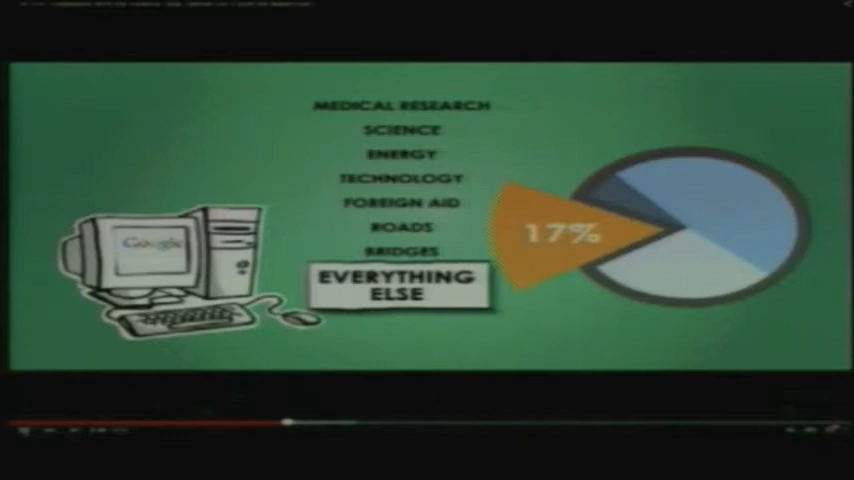 MEDICAL RESEARCH
SCIENCE
ENERGY
TECHNOLOGY
FOREIGN AID
ROADS
BRIDGES
EVERYTHING
ELSE
Google
17%